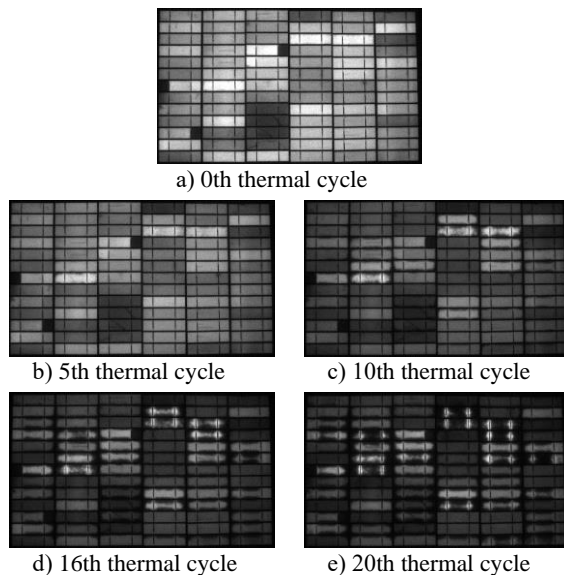 a) 0th thermal cycle
b) 5th thermal cycle
c) 10th thermal cycle
d) 16th thermal cycle
e) 20th thermal cycle